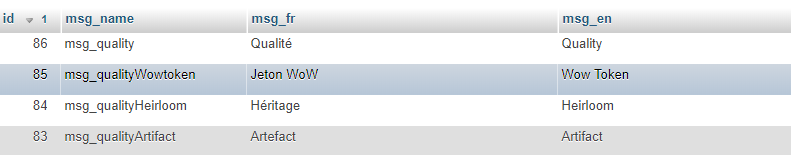 id 1 msg_name msg_fr msg_en
86 msg_quality Qualité Quality
85 msg_qualityWowtoken Jeton WoW Wow Token
84 msg_qualityHeirloom Héritage Heirloom
83 msg_qualityArtifact Artefact Artifact